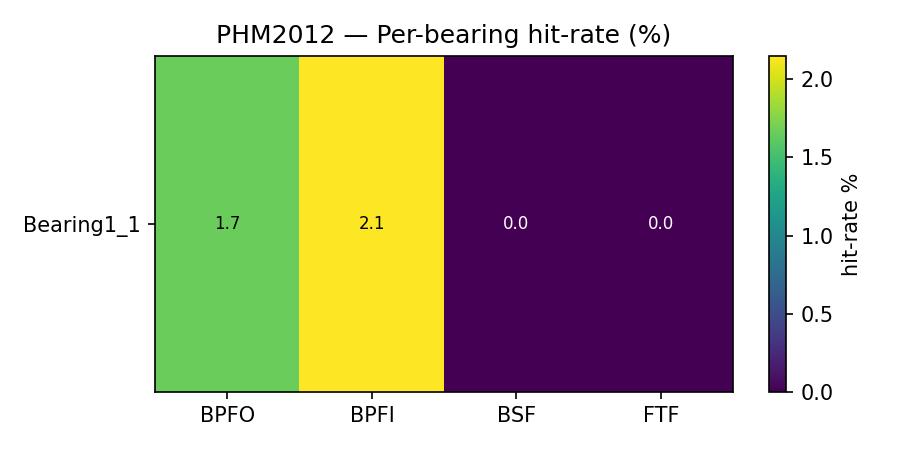 PHM2012 — Per-bearing hit-rate (%)
Bearing1_1
1.7 2.1 0.0 0.0
BPFO BPFI BSF FTF
2.0
1.5
1.0
0.5
0.0
hit-rate %